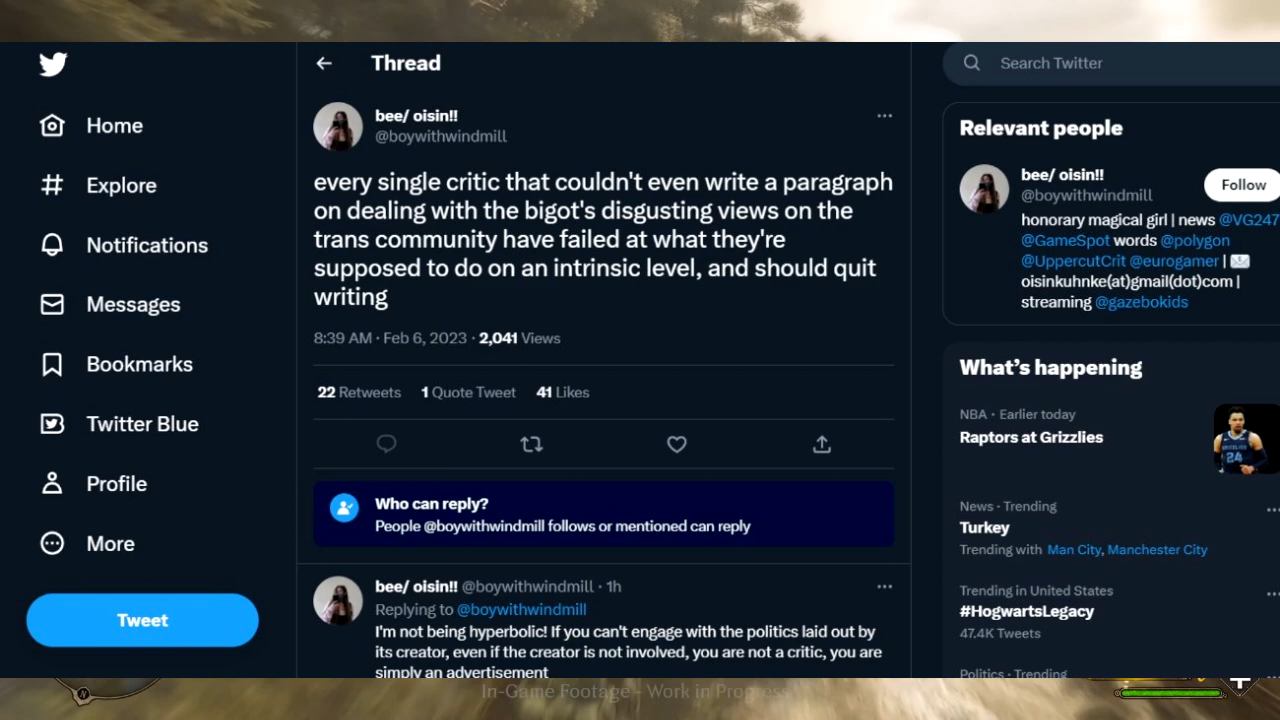 Thread
Search Twitter
Home
Explore
Notifications
Messages
Bookmarks
Twitter Blue
Profile
More
Tweet
bee/ oisin!!
@boywithwindmill
every single critic that couldn't even write a paragraph
on dealing with the bigot's disgusting views on the
trans community have failed at what they're
supposed to do on an intrinsic level, and should quit
writing
8:39 AM · Feb 6, 2023 · 2,041 Views
22 Retweets 1 Quote Tweet 41 Likes
Who can reply?
People @boywithwindmill follows or mentioned can reply
bee/ oisin!! @boywithwindmill · 1h
Replying to @boywithwindmill
I'm not being hyperbolic! If you can't engage with the politics laid out by
its creator, even if the creator is not involved, you are not a critic, you are
simply an advertisement
Relevant people
bee/ oisin!!
@boywithwindmill
Follow
honorary magical girl | news @VG247
@GameSpot words @polygon
@UppercutCrit @eurogamer | ✉️
oisinkuhnke(at)gmail(dot)com |
streaming @gazebokids
What's happening
NBA · Earlier today
Raptors at Grizzlies
GRIZZLIES
24
News · Trending
Turkey
Trending with Man City, Manchester City
Trending in United States
#HogwartsLegacy
47.4K Tweets
Politics · Trending
N
In-Game Footage - Work in Progress